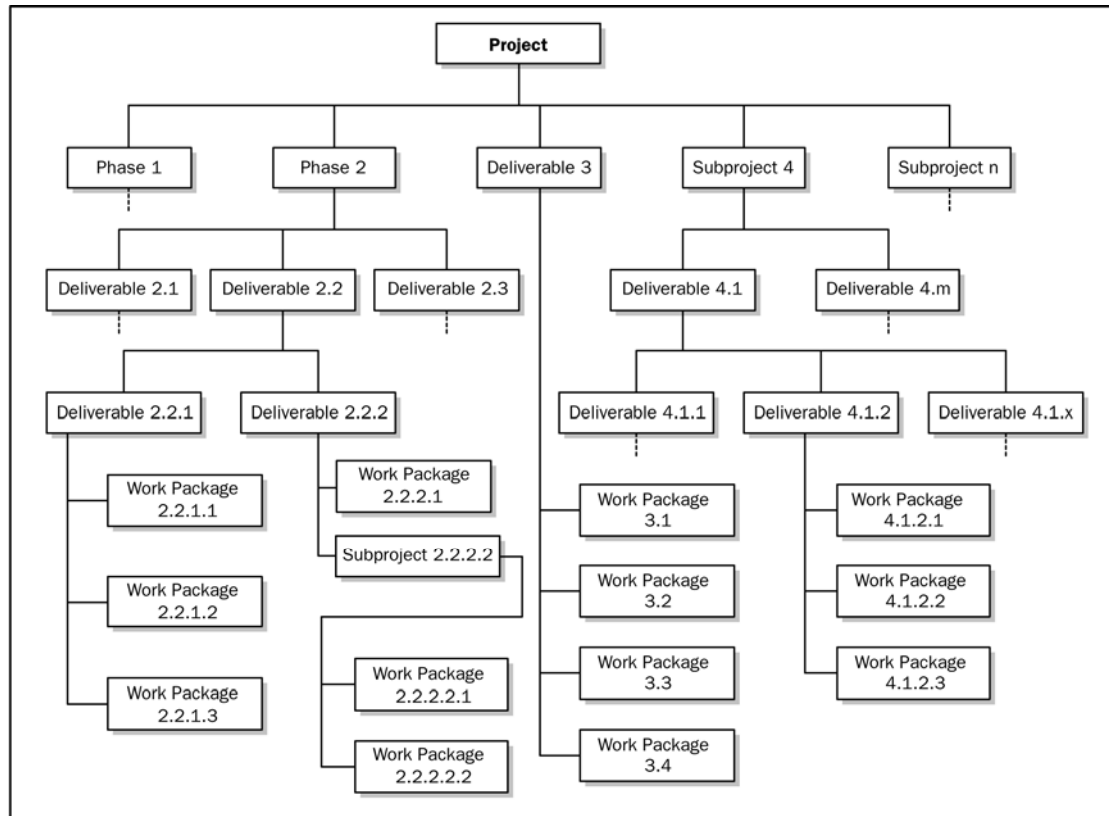 Project
Phase 1
Phase 2
Deliverable 3
Subproject 4
Subproject n
Deliverable 2.1
Deliverable 2.2
Deliverable 2.3
Deliverable 4.1
Deliverable 4.m
Deliverable 2.2.1
Deliverable 2.2.2
Deliverable 4.1.1
Deliverable 4.1.2
Deliverable 4.1.x
Work Package
2.2.1.1
Work Package
2.2.1.2
Work Package
2.2.1.3
Work Package
2.2.2.1
Subproject 2.2.2.2
Work Package
2.2.2.2.1
Work Package
2.2.2.2.2
Work Package
3.1
Work Package
3.2
Work Package
3.3
Work Package
3.4
Work Package
4.1.2.1
Work Package
4.1.2.2
Work Package
4.1.2.3